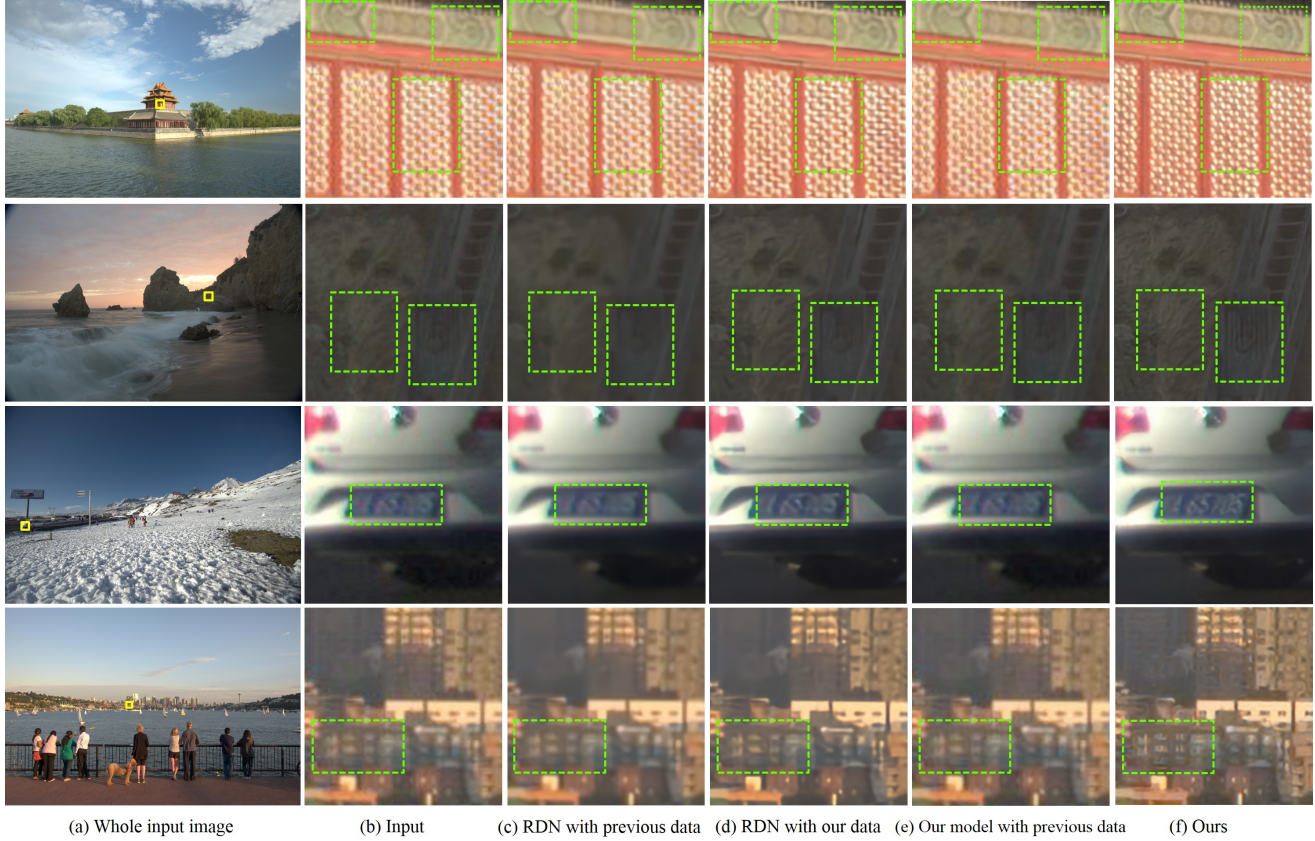 (a) Whole input image
(b) Input
(c) RDN with previous data
(d) RDN with our data
(e) Our model with previous data
(f) Ours